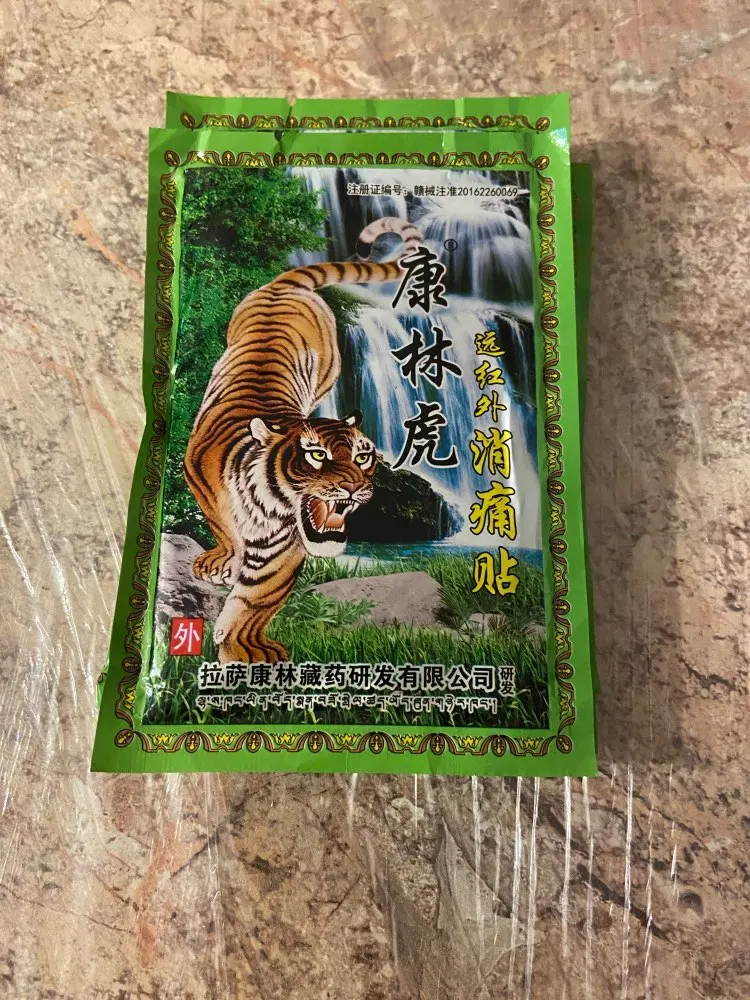 注册证编号：赣械注准20162260069
康林虎®
远红外消痛贴
外
拉萨康林藏药研发有限公司 研发